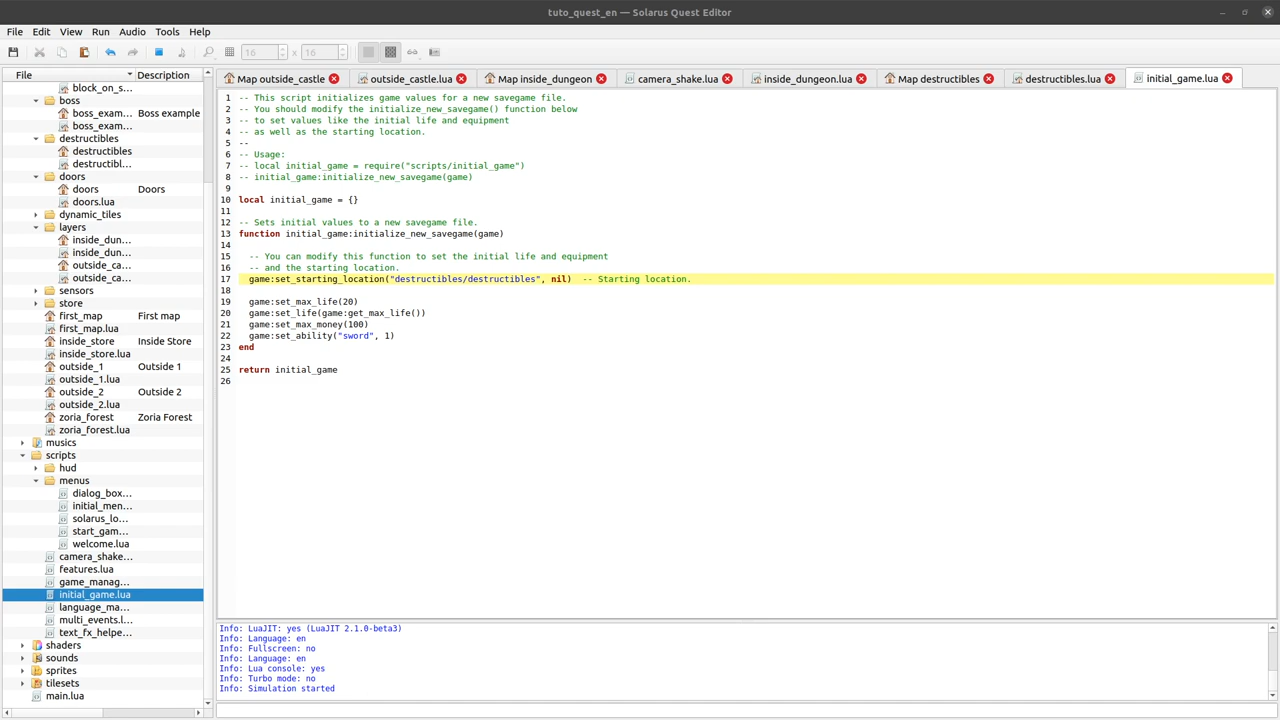 tuto_quest_en — Solarus Quest Editor
File Edit View Run Audio Tools Help
16 x 16
File Description
Map outside_castle outside_castle.lua Map inside_dungeon camera_shake.lua inside_dungeon.lua Map destructibles destructibles.lua initial_game.lua
block_on_s...
boss
boss_exam... Boss example
boss_exam...
destructibles
destructibles
destructibl...
doors
doors Doors
doors.lua
dynamic_tiles
layers
inside_dun...
inside_dun...
outside_ca...
outside_ca...
sensors
store
first_map First map
first_map.lua
inside_store Inside Store
inside_store.lua
outside_1 Outside 1
outside_1.lua
outside_2 Outside 2
outside_2.lua
zoria_forest Zoria Forest
zoria_forest.lua
musics
scripts
hud
menus
dialog_box...
initial_men...
solarus_lo...
start_gam...
welcome.lua
camera_shake...
features.lua
game_manag...
initial_game.lua
language_ma...
multi_events.l...
text_fx_helpe...
shaders
sounds
sprites
tilesets
main.lua
1 -- This script initializes game values for a new savegame file.
2 -- You should modify the initialize_new_savegame() function below
3 -- to set values like the initial life and equipment
4 -- as well as the starting location.
5 --
6 -- Usage:
7 -- local initial_game = require("scripts/initial_game")
8 -- initial_game:initialize_new_savegame(game)
9
10 local initial_game = {}
11
12 -- Sets initial values to a new savegame file.
13 function initial_game:initialize_new_savegame(game)
14
15 -- You can modify this function to set the initial life and equipment
16 -- and the starting location.
17 game:set_starting_location("destructibles/destructibles", nil) -- Starting location.
18
19 game:set_max_life(20)
20 game:set_life(game:get_max_life())
21 game:set_max_money(100)
22 game:set_ability("sword", 1)
23 end
24
25 return initial_game
26
Info: LuaJIT: yes (LuaJIT 2.1.0-beta3)
Info: Language: en
Info: Fullscreen: no
Info: Language: en
Info: Lua console: yes
Info: Turbo mode: no
Info: Simulation started